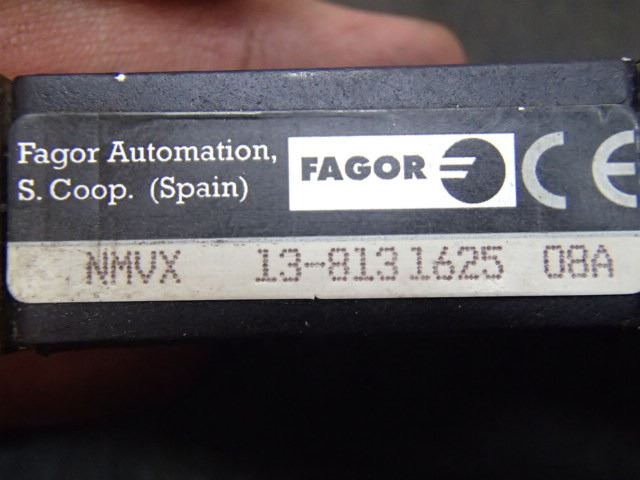 Fagor Automation,
S. Coop. (Spain)
FAGOR
CE
NMVX 13-8131625 08A